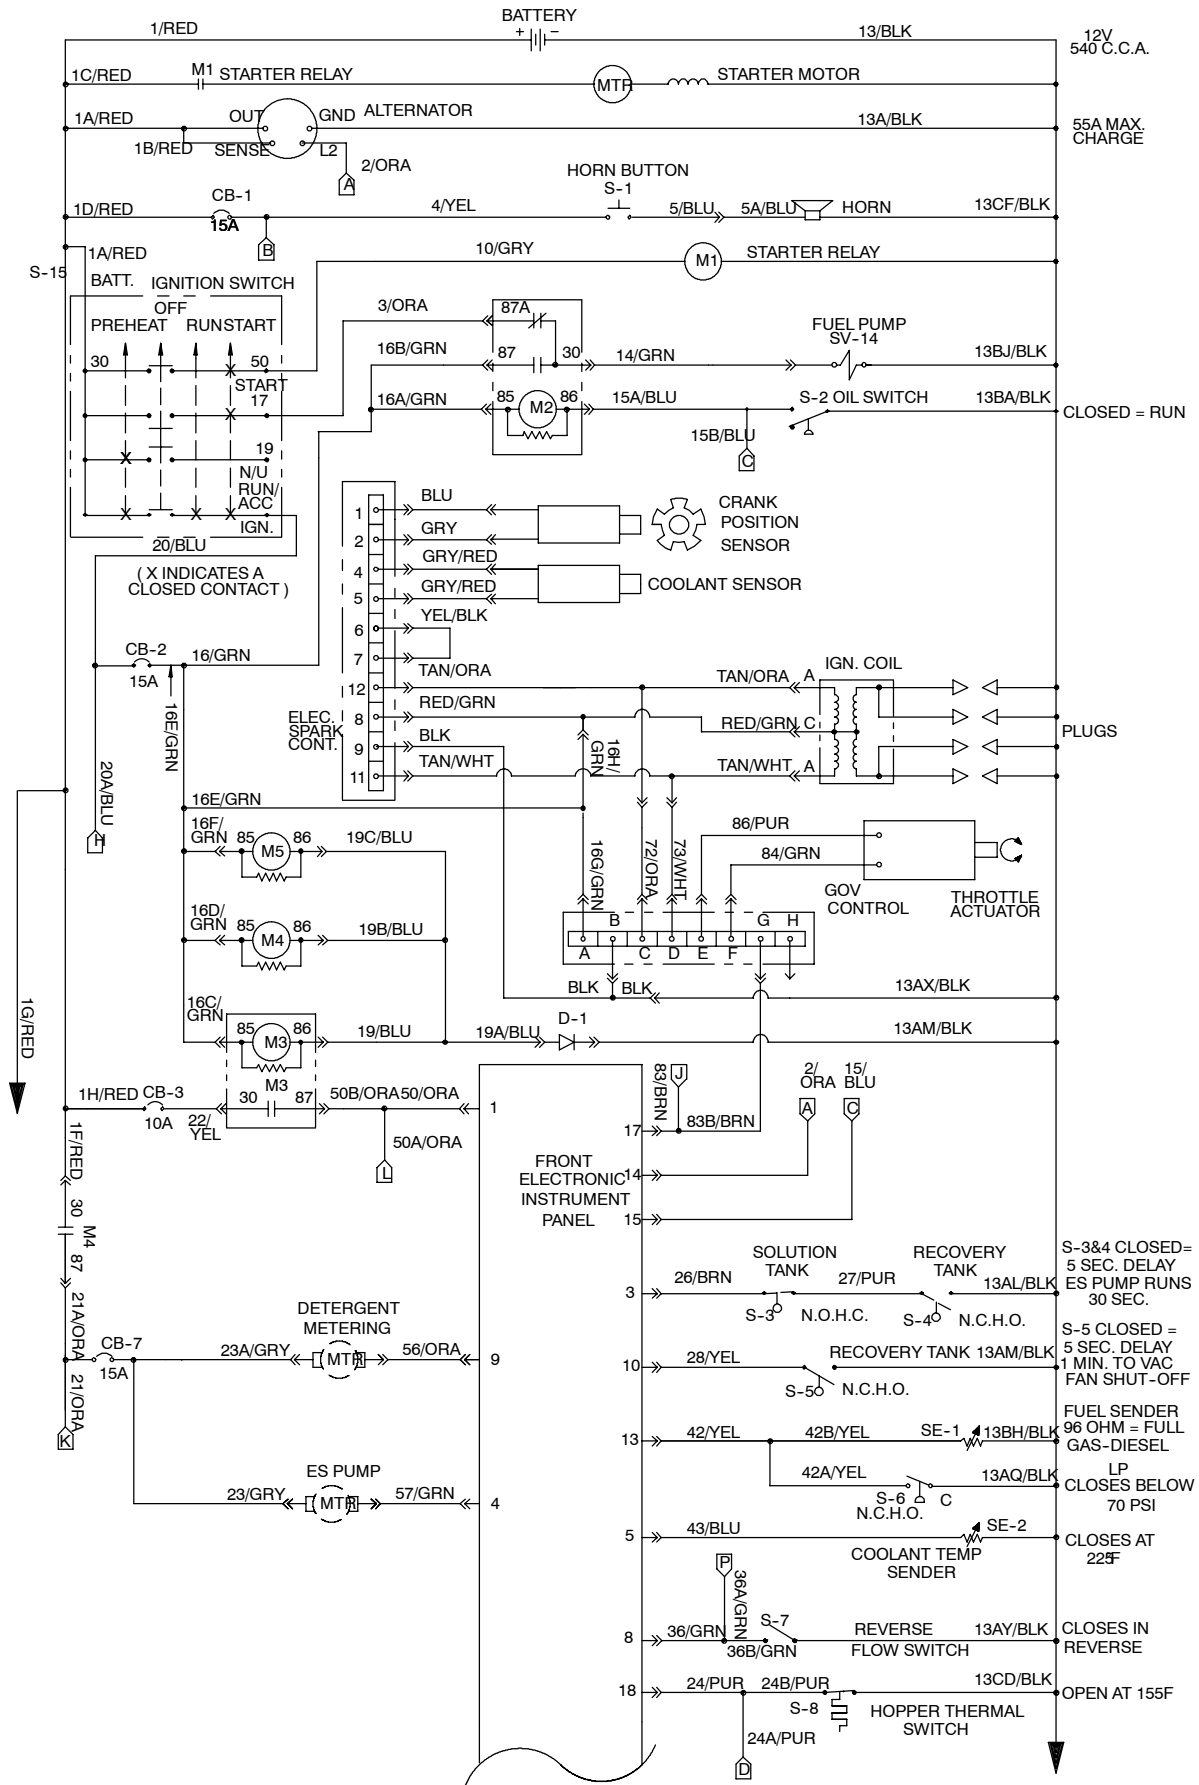 BATTERY
+ −
1/RED
13/BLK
12V
540 C.C.A.
1C/RED
M1
STARTER RELAY
MTR
STARTER MOTOR
1A/RED
OUT
GND
ALTERNATOR
13A/BLK
55A MAX.
CHARGE
1B/RED
SENSE
L2
2/ORA
A
HORN BUTTON
S-1
CB-1
1D/RED
15A
4/YEL
5/BLU
5A/BLU
HORN
13CF/BLK
B
1A/RED
10/GRY
M1
STARTER RELAY
S-15
BATT.
IGNITION SWITCH
OFF
PREHEAT
RUN
START
3/ORA
87A
FUEL PUMP
SV-14
30
X
50
START
16B/GRN
87
30
14/GRN
13BJ/BLK
17
X
16A/GRN
85
M2
86
15A/BLU
S-2 OIL SWITCH
13BA/BLK
CLOSED = RUN
15B/BLU
C
X
19
N/U
RUN/
ACC
X
X
X
IGN.
20/BLU
( X INDICATES A
CLOSED CONTACT )
1
BLU
CRANK
POSITION
SENSOR
2
GRY
4
GRY/RED
5
GRY/RED
COOLANT SENSOR
6
YEL/BLK
7
TAN/ORA
CB-2
15A
16/GRN
16E/GRN
12
TAN/ORA
A
IGN. COIL
8
RED/GRN
RED/GRN
C
PLUGS
ELEC.
SPARK
CONT.
9
BLK
16H/
GRN
11
TAN/WHT
TAN/WHT
A
20A/BLU
H
16E/GRN
16F/
GRN
85
M5
86
19C/BLU
16G/GRN
72/ORA
73/WHT
86/PUR
84/GRN
GOV
CONTROL
THROTTLE
ACTUATOR
16D/
GRN
85
M4
86
19B/BLU
B
G
H
A
C
D
E
F
BLK
BLK
13AX/BLK
1G/RED
16C/
GRN
85
M3
86
19/BLU
19A/BLU
D-1
13AM/BLK
1H/RED
CB-3
10A
22/
YEL
30
M3
87
50B/ORA
50/ORA
1
50A/ORA
L
83/BRN
J
17
83B/BRN
2/
ORA
A
15/
BLU
C
FRONT
ELECTRONIC
INSTRUMENT
PANEL
14
15
1F/RED
30
M4
87
21A/ORA
3
26/BRN
SOLUTION
TANK
S-3
N.O.H.C.
27/PUR
RECOVERY
TANK
S-4
N.C.H.O.
13AL/BLK
S-3&4 CLOSED=
5 SEC. DELAY
ES PUMP RUNS
30 SEC.
CB-7
15A
23A/GRY
DETERGENT
METERING
MTR
56/ORA
9
10
28/YEL
S-5
N.C.H.O.
RECOVERY TANK
13AM/BLK
S-5 CLOSED =
5 SEC. DELAY
1 MIN. TO VAC
FAN SHUT-OFF
21/ORA
K
13
42/YEL
42B/YEL
SE-1
13BH/BLK
FUEL SENDER
96 OHM = FULL
GAS-DIESEL
42A/YEL
S-6
N.C.H.O.
C
13AQ/BLK
LP
CLOSES BELOW
70 PSI
ES PUMP
23/GRY
MTR
57/GRN
4
5
43/BLU
SE-2
COOLANT TEMP
SENDER
CLOSES AT
225F
P
36A/GRN
8
36/GRN
36B/GRN
S-7
REVERSE
FLOW SWITCH
13AY/BLK
CLOSES IN
REVERSE
18
24/PUR
24B/PUR
S-8
HOPPER THERMAL
SWITCH
13CD/BLK
OPEN AT 155F
24A/PUR
D